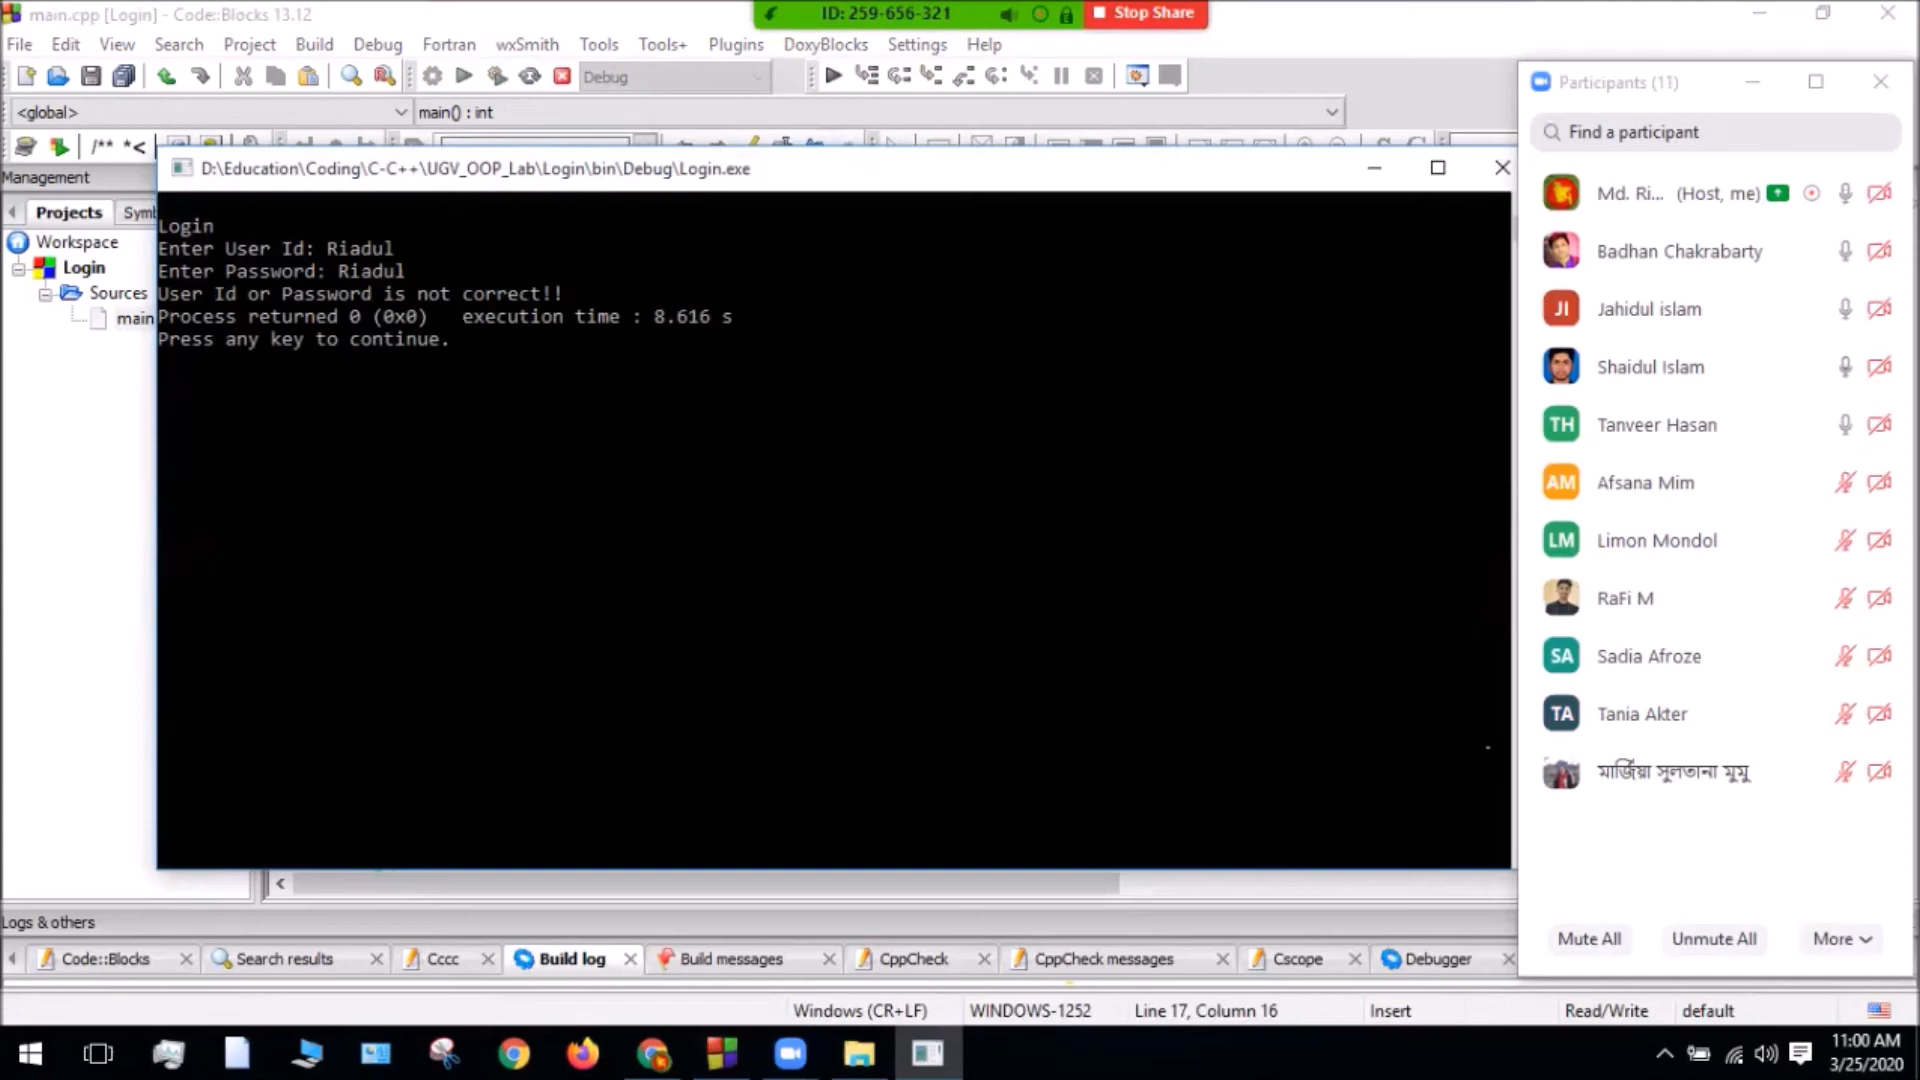 main.cpp [Login] - Code::Blocks 13.12
ID: 259-656-321
Stop Share
File Edit View Search Project Build Debug Fortran wxSmith Tools Tools+ Plugins DoxyBlocks Settings Help
Debug
<global>
main() : int
/** *<
Management
Projects
Symb
Workspace
Login
Sources
main
D:\Education\Coding\C-C++\UGV_OOP_Lab\Login\bin\Debug\Login.exe
Login
Enter User Id: Riadul
Enter Password: Riadul
User Id or Password is not correct!!
Process returned 0 (0x0)   execution time : 8.616 s
Press any key to continue.
Participants (11)
Find a participant
Md. Ri... (Host, me)
Badhan Chakrabarty
JI Jahidul islam
Shaidul Islam
TH Tanveer Hasan
AM Afsana Mim
LM Limon Mondol
RaFi M
SA Sadia Afroze
TA Tania Akter
মার্জিয়া সুলতানা মুমু
Mute All
Unmute All
More
Logs & others
Code::Blocks
Search results
Cccc
Build log
Build messages
CppCheck
CppCheck messages
Cscope
Debugger
Windows (CR+LF)
WINDOWS-1252
Line 17, Column 16
Insert
Read/Write
default
11:00 AM
3/25/2020